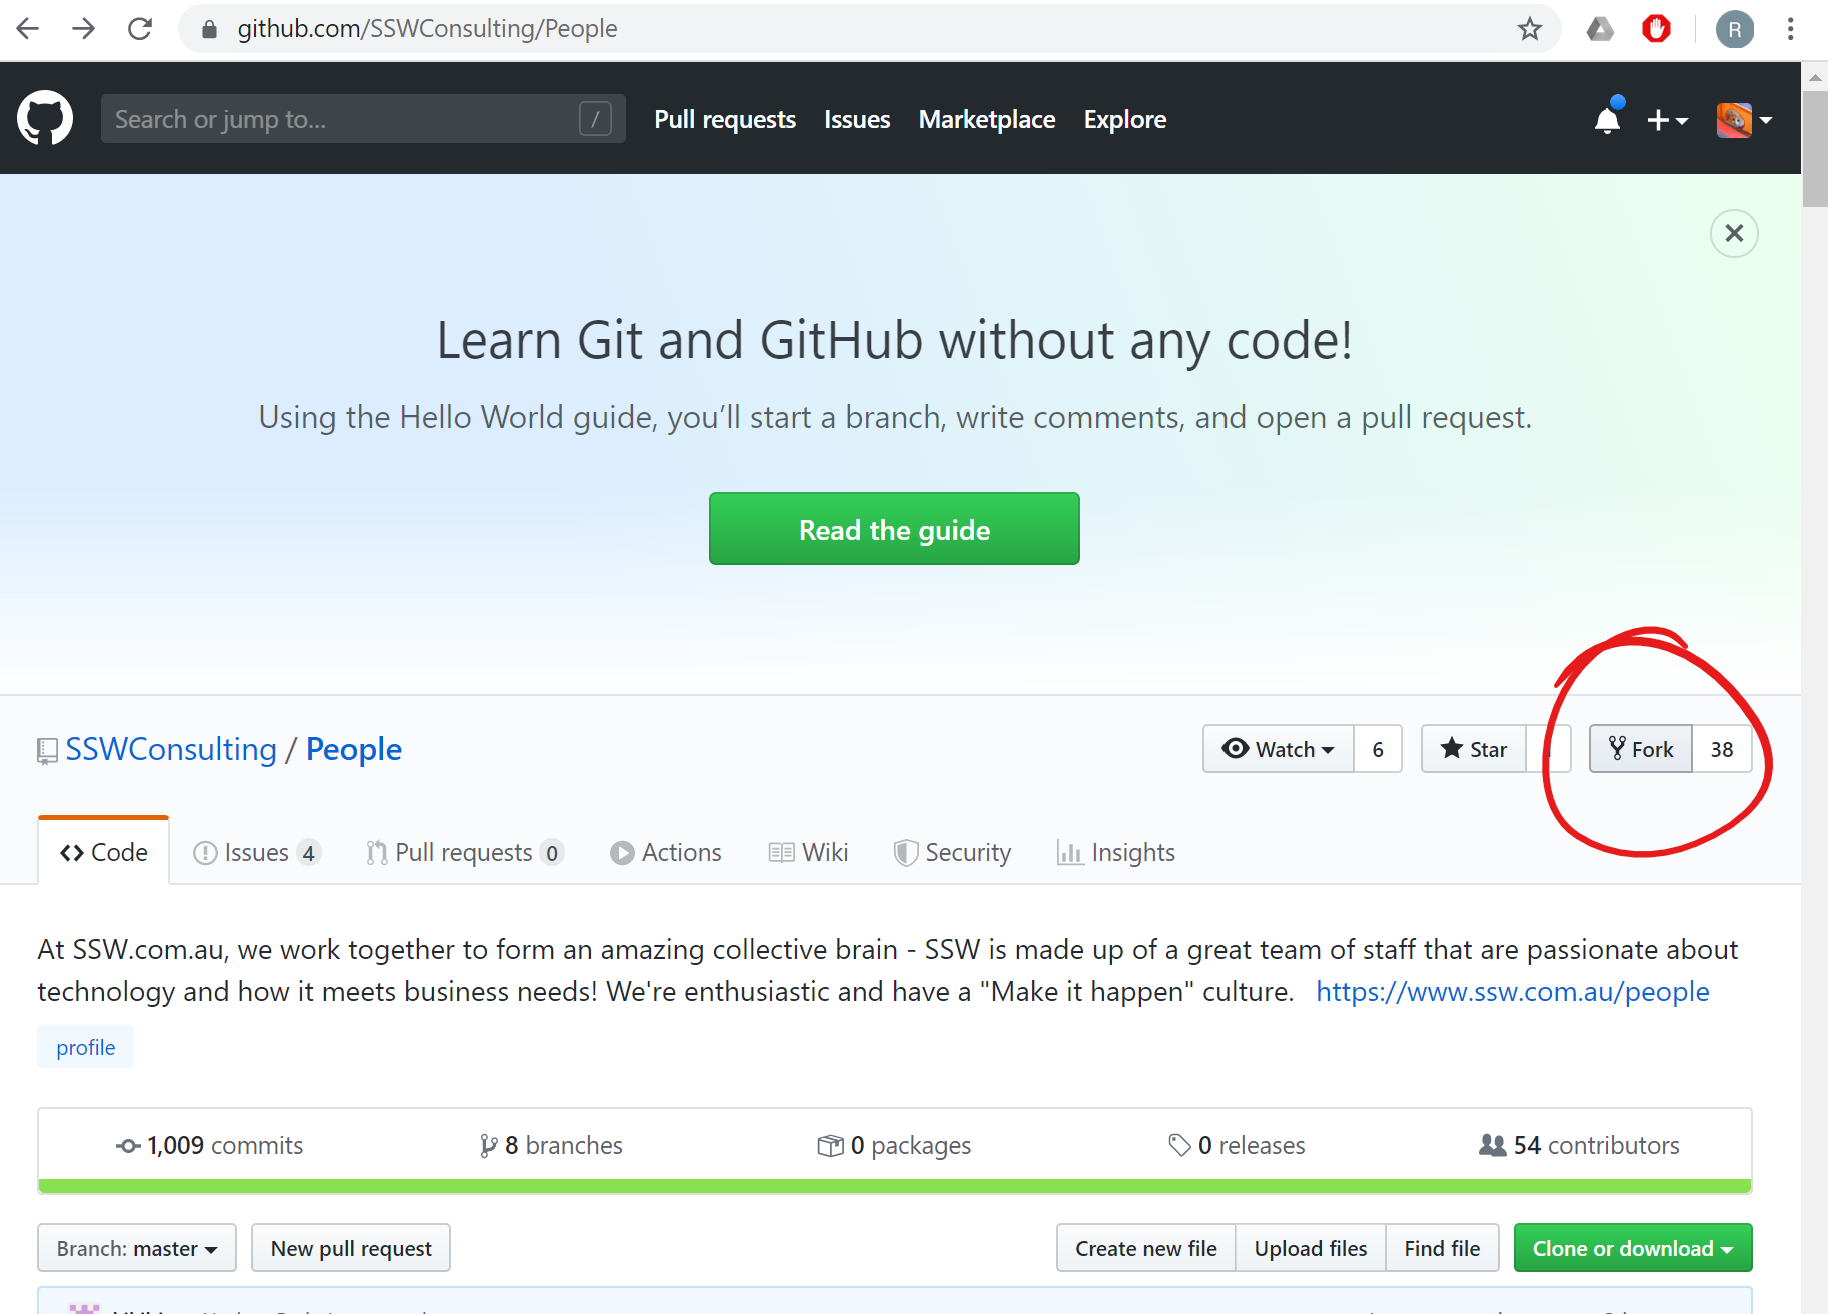 github.com/SSWConsulting/People
R
Search or jump to... /
Pull requests Issues Marketplace Explore
Learn Git and GitHub without any code!
Using the Hello World guide, you’ll start a branch, write comments, and open a pull request.
Read the guide
SSWConsulting / People
Watch 6 Star Fork 38
Code Issues 4 Pull requests 0 Actions Wiki Security Insights
At SSW.com.au, we work together to form an amazing collective brain - SSW is made up of a great team of staff that are passionate about
technology and how it meets business needs! We're enthusiastic and have a "Make it happen" culture. https://www.ssw.com.au/people
profile
1,009 commits 8 branches 0 packages 0 releases 54 contributors
Branch: master New pull request Create new file Upload files Find file Clone or download